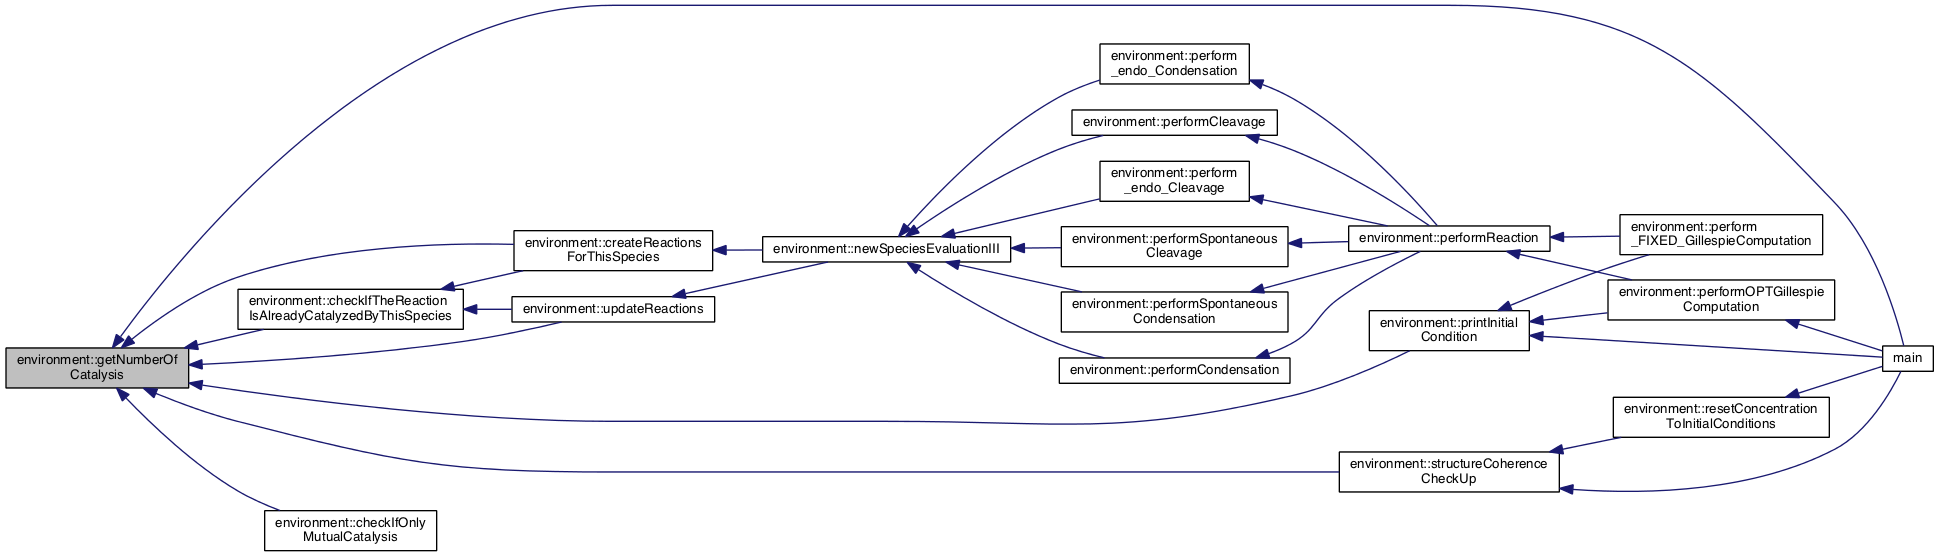 environment::perform
_endo_Condensation
environment::performCleavage
environment::perform
_endo_Cleavage
environment::createReactions
ForThisSpecies
environment::newSpeciesEvaluationIII
environment::performSpontaneous
Cleavage
environment::performReaction
environment::perform
_FIXED_GillespieComputation
environment::checkIfTheReaction
IsAlreadyCatalyzedByThisSpecies
environment::updateReactions
environment::performSpontaneous
Condensation
environment::printInitial
Condition
environment::performOPTGillespie
Computation
environment::getNumberOf
Catalysis
environment::performCondensation
main
environment::resetConcentration
ToInitialConditions
environment::structureCoherence
CheckUp
environment::checkIfOnly
MutualCatalysis